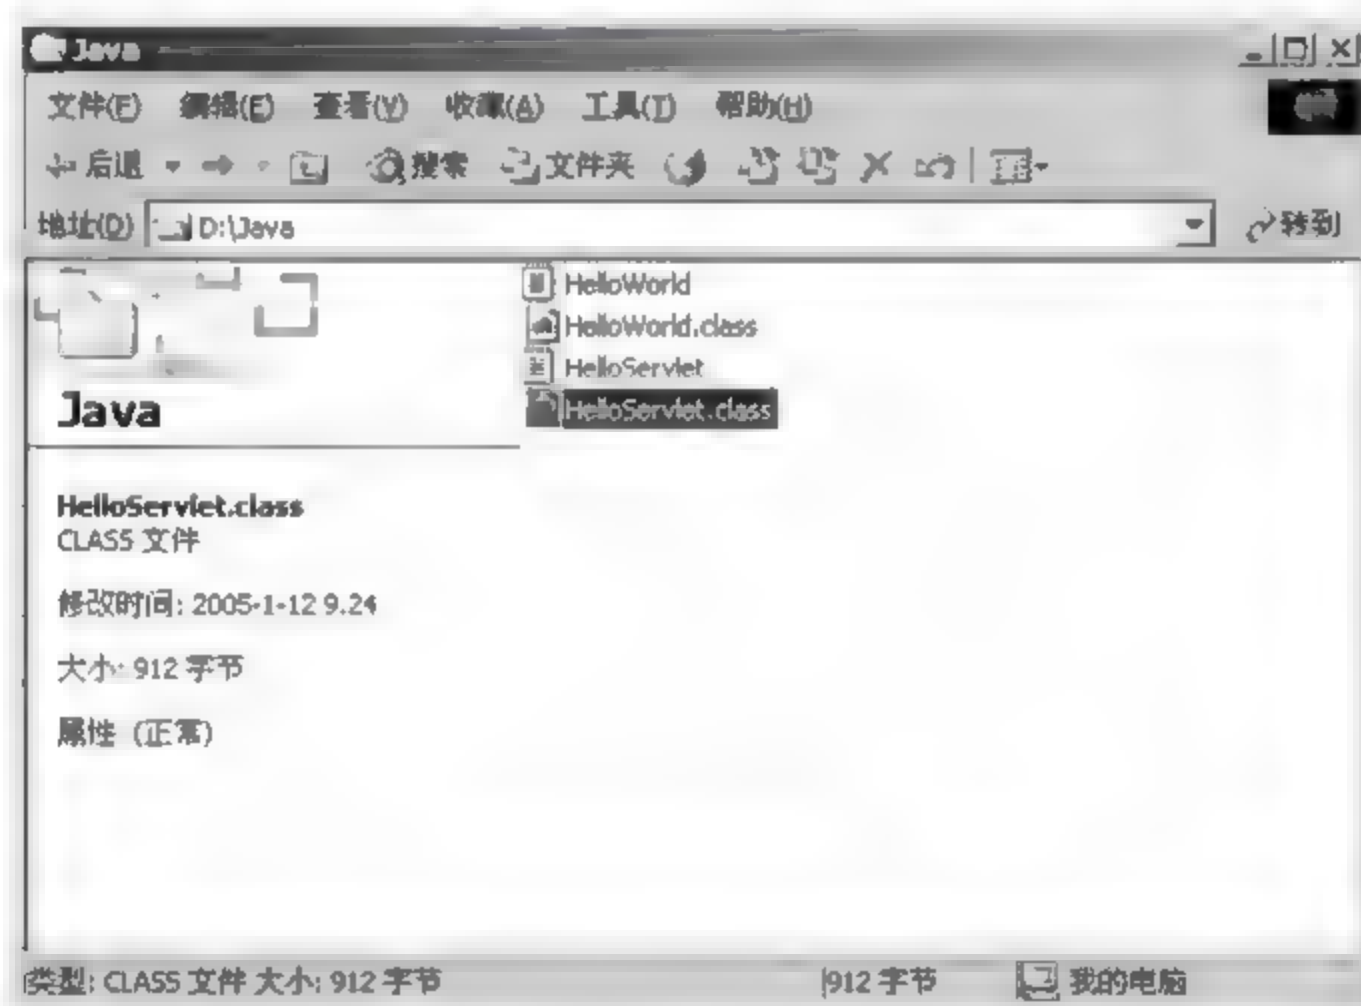 Java
文件(F) 编辑(E) 查看(V) 收藏(A) 工具(T) 帮助(H)
后退 搜索 文件夹
地址(D) D:\Java 转到
HelloWorld
HelloWorld.class
HelloServlet
HelloServlet.class
Java
HelloServlet.class
CLASS 文件
修改时间: 2005-1-12 9:24
大小: 912 字节
属性: (正常)
类型: CLASS 文件 大小: 912 字节 912 字节 我的电脑